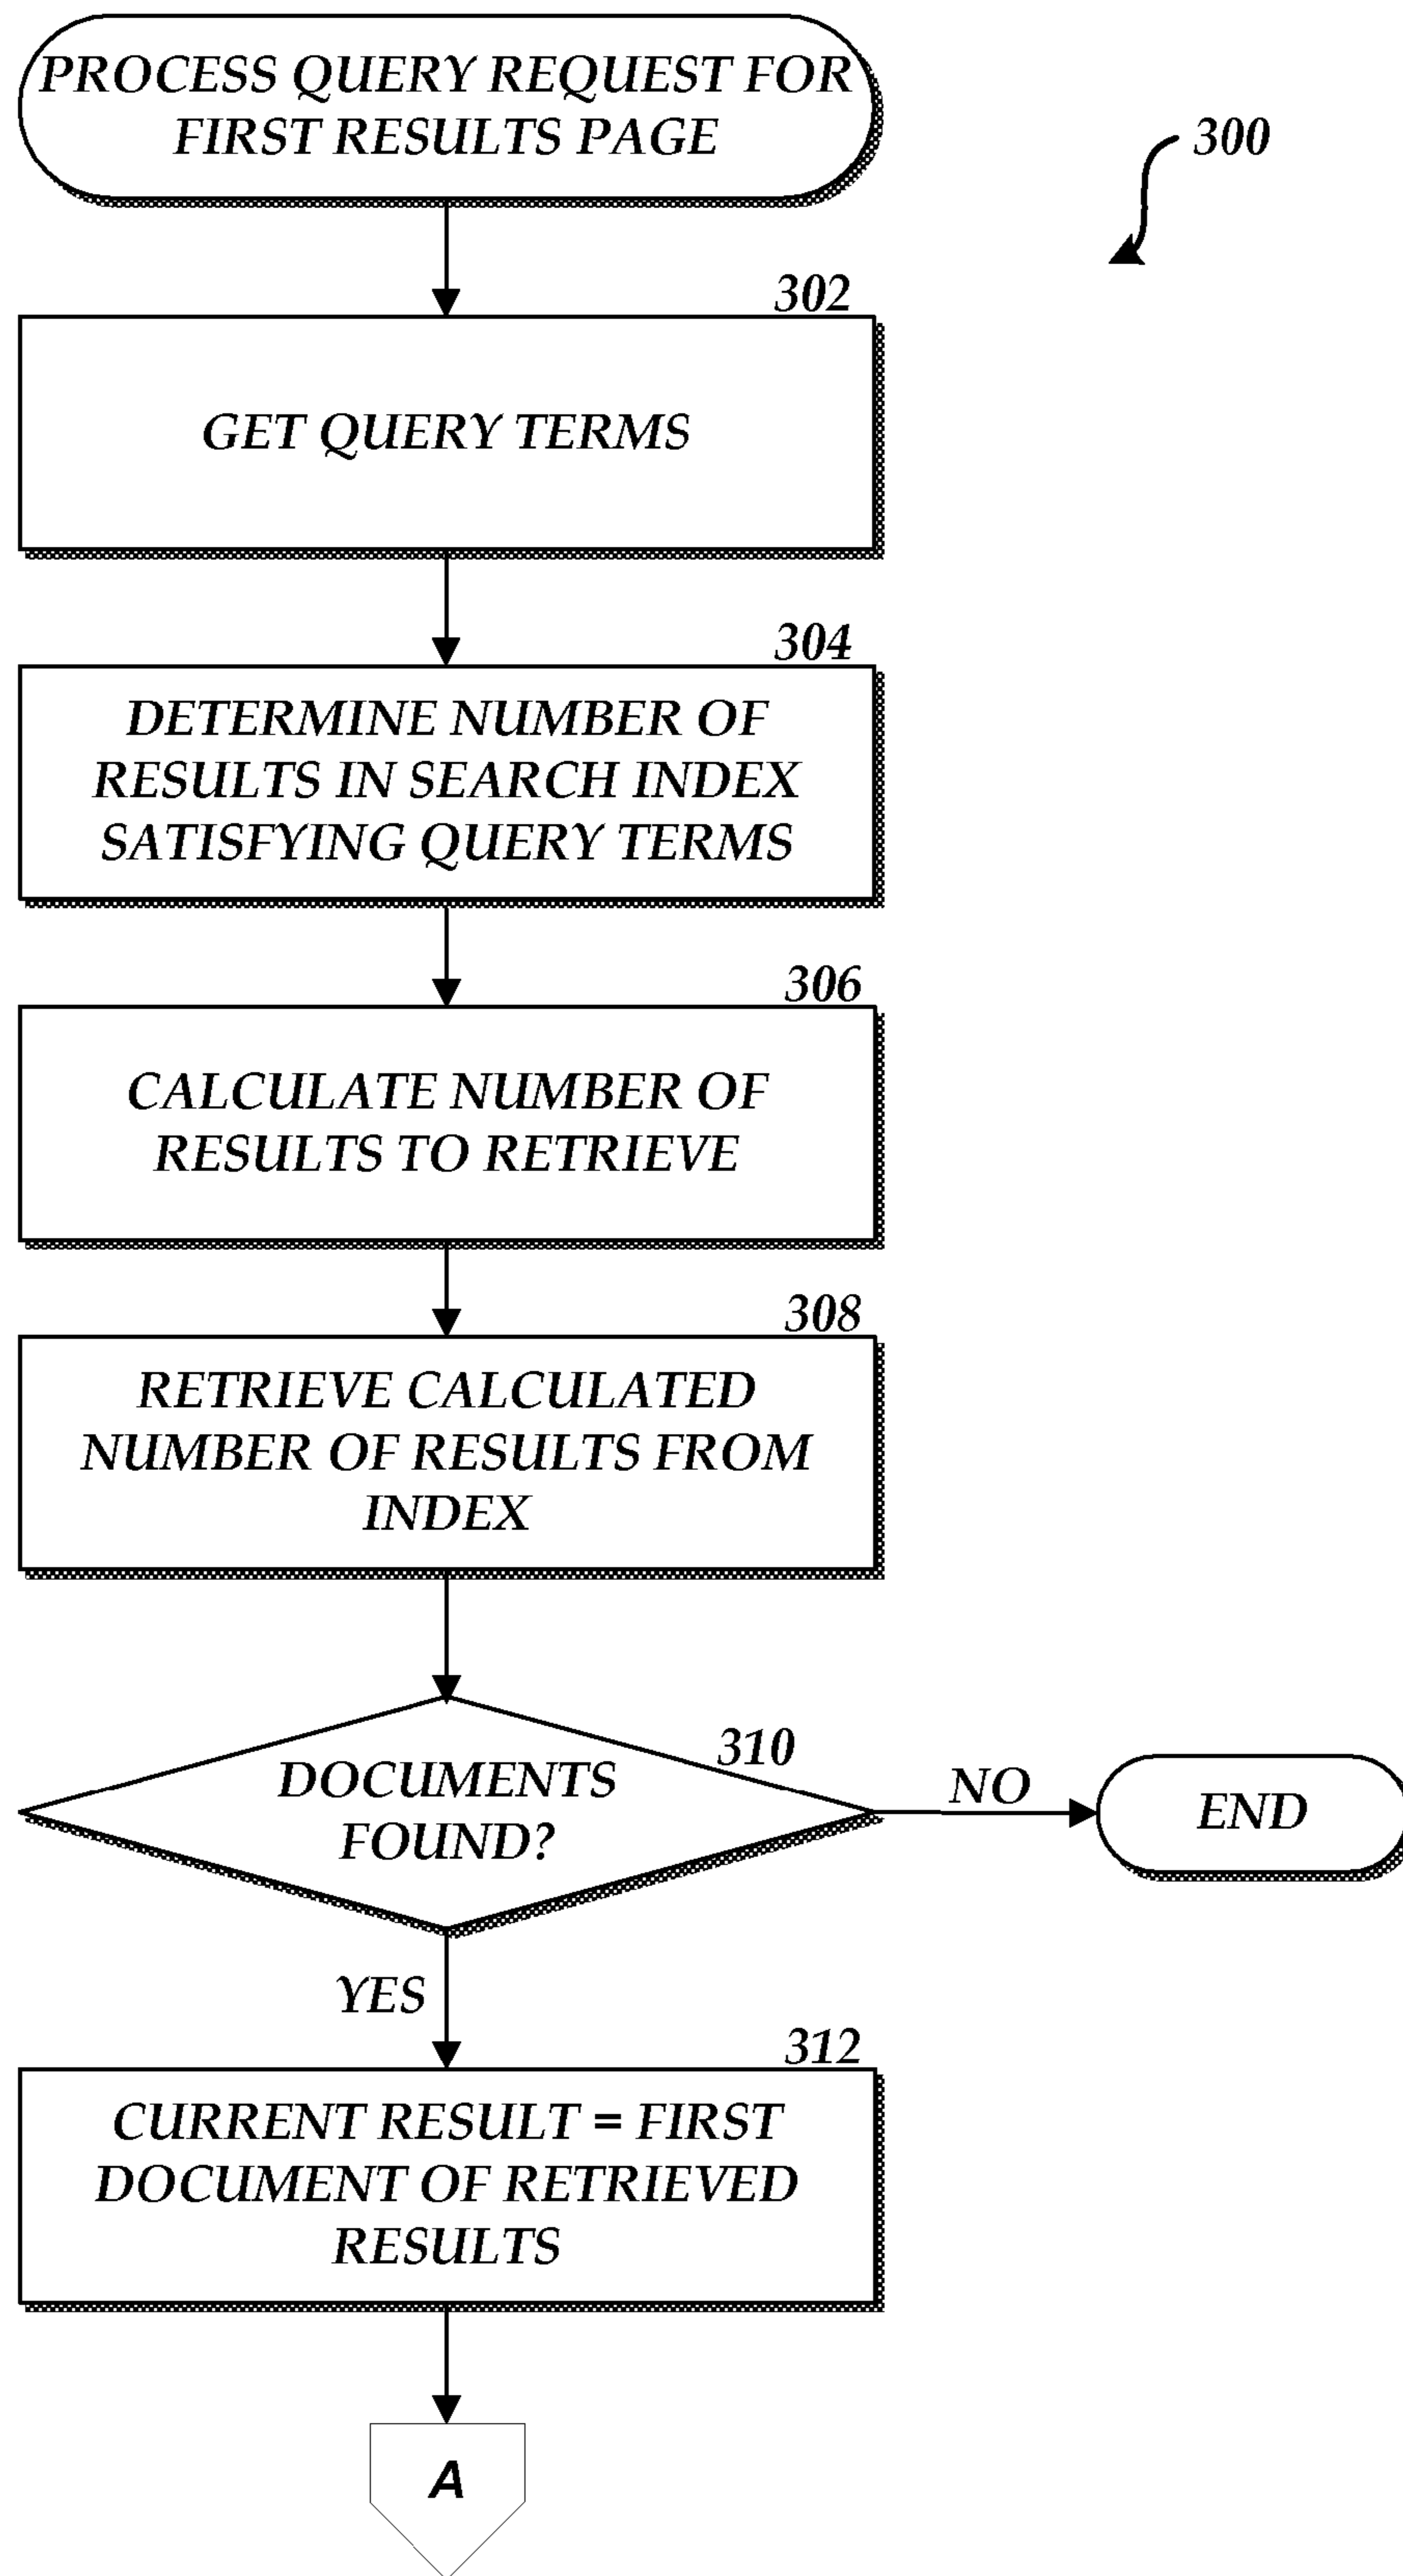 PROCESS QUERY REQUEST FOR
FIRST RESULTS PAGE
300
302
GET QUERY TERMS
304
DETERMINE NUMBER OF
RESULTS IN SEARCH INDEX
SATISFYING QUERY TERMS
306
CALCULATE NUMBER OF
RESULTS TO RETRIEVE
308
RETRIEVE CALCULATED
NUMBER OF RESULTS FROM
INDEX
310
DOCUMENTS
FOUND?
NO
END
YES
312
CURRENT RESULT = FIRST
DOCUMENT OF RETRIEVED
RESULTS
A